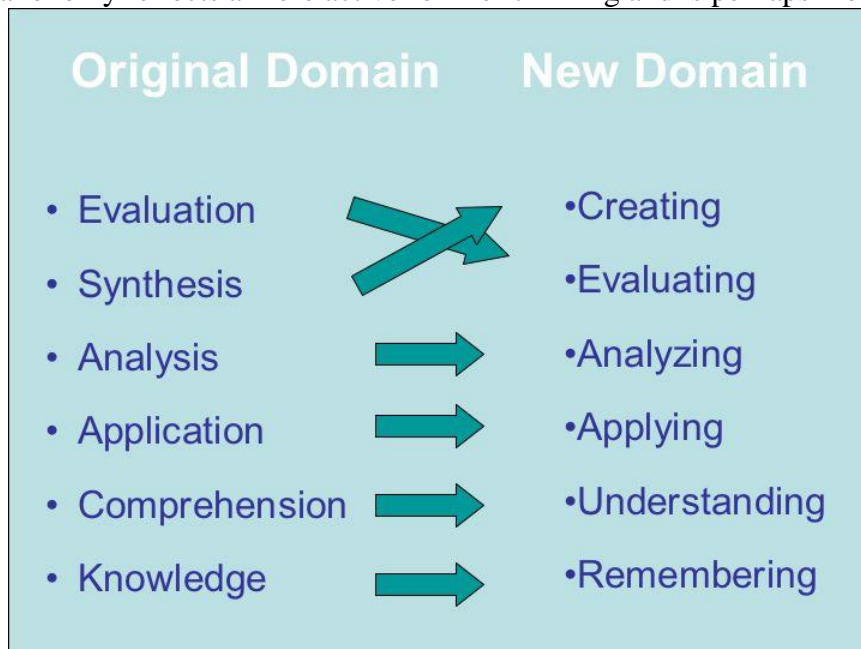 Original Domain New Domain
• Evaluation •Creating
• Synthesis •Evaluating
• Analysis •Analyzing
• Application •Applying
• Comprehension •Understanding
• Knowledge •Remembering